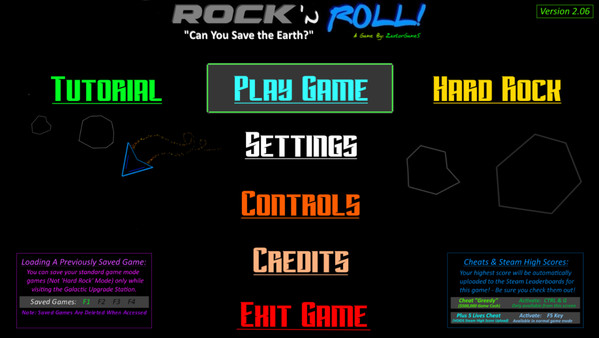 ROCK 'N ROLL!
Version 2.06
"Can You Save the Earth?"
A Game By:
TUTORIAL
PLAY GAME
HARD ROCK
SETTINGS
CONTROLS
CREDITS
EXIT GAME
Loading A Previously Saved Game:
You can save your standard game mode
games (Not 'Hard Rock' Mode) only while
visiting the Galactic Upgrade Station.
Saved Games: F1 F2 F3 F4
Note: Saved Games Are Deleted When Accessed
Cheats & Steam High Scores:
Your highest score will be automatically
uploaded to the Steam Leaderboards for
this game! - Be sure you check them out!
Cheat "Greedy" Activate: CTRL & G
Plus 5 Lives Cheat Activate: F5 Key